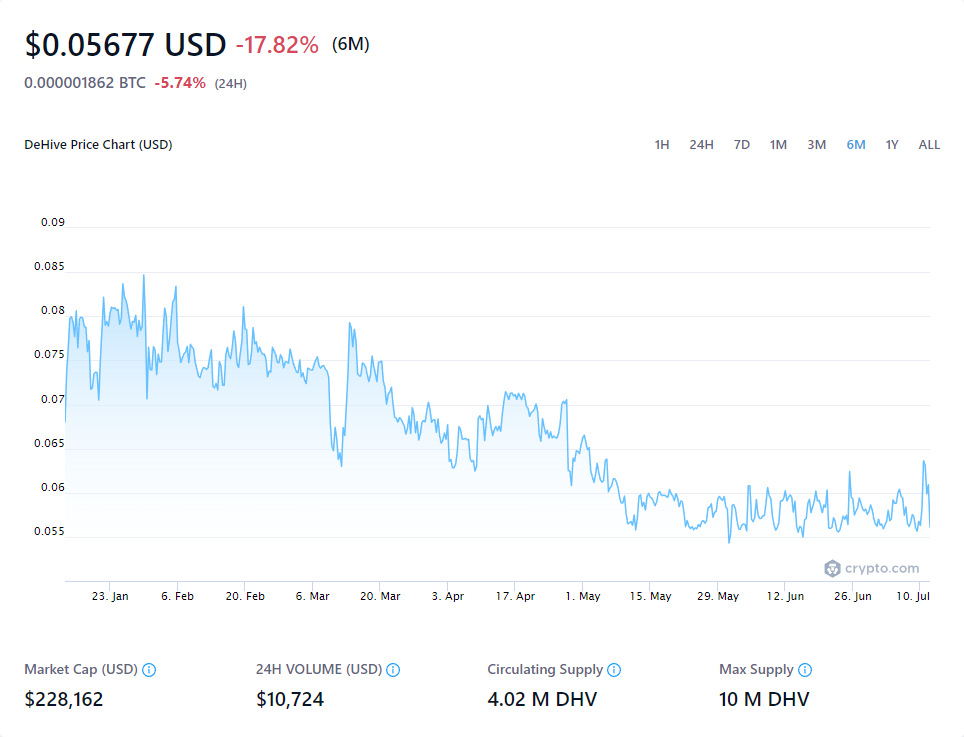 $0.05677 USD -17.82% (6M)
0.000001862 BTC -5.74% (24H)
DeHive Price Chart (USD) 1H 24H 7D 1M 3M 6M 1Y ALL
0.09
0.085
0.08
0.075
0.07
0.065
0.06
0.055
crypto.com
23. Jan 6. Feb 20. Feb 6. Mar 20. Mar 3. Apr 17. Apr 1. May 15. May 29. May 12. Jun 26. Jun 10. Jul
Market Cap (USD) 24H VOLUME (USD) Circulating Supply Max Supply
$228,162 $10,724 4.02 M DHV 10 M DHV